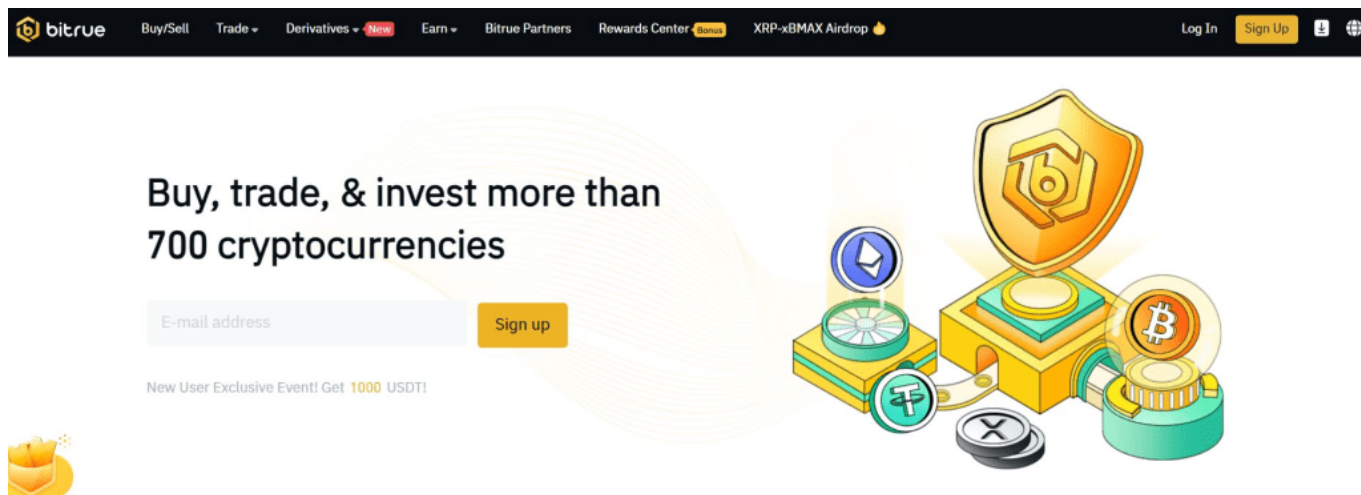 bitrue Buy/Sell Trade Derivatives New Earn Bitrue Partners Rewards Center Bonus XRP-xBMAX Airdrop Log In Sign Up
Buy, trade, & invest more than
700 cryptocurrencies
E-mail address Sign up
New User Exclusive Event! Get 1000 USDT!